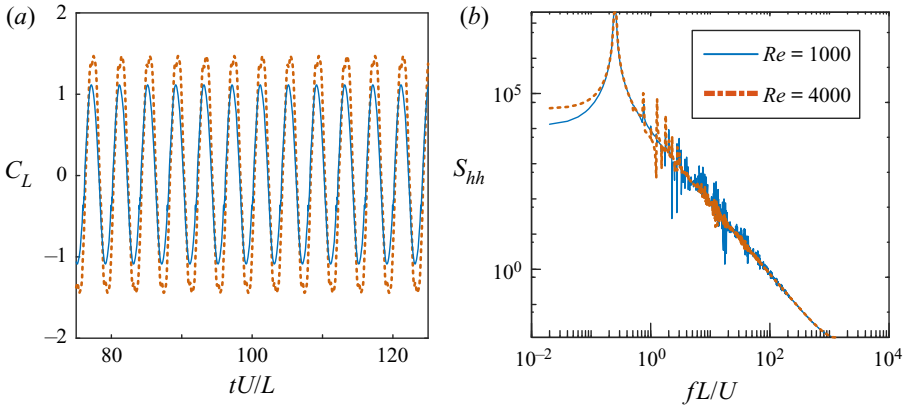 (a)
2
1
0
–1
–2
C_L
80
100
120
tU/L
(b)
10^5
10^0
S_hh
10^–2
10^0
10^2
10^4
fL/U
Re = 1000
Re = 4000